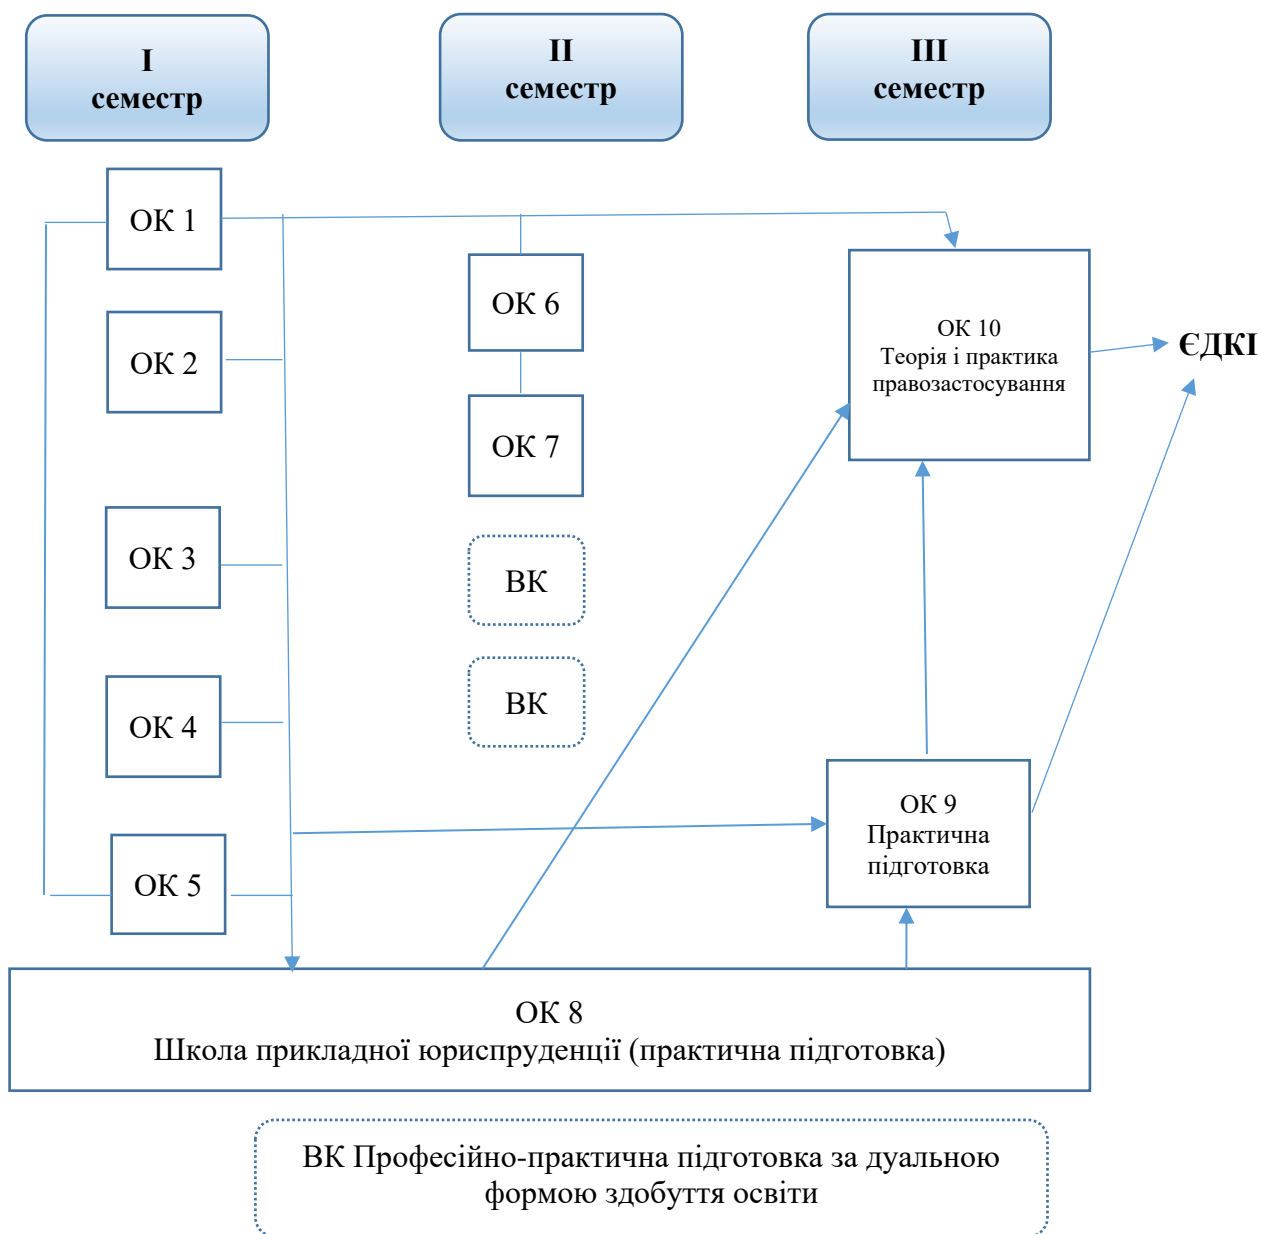 I
семестр
II
семестр
III
семестр
ОК 1
ОК 2
ОК 3
ОК 4
ОК 5
ОК 6
ОК 7
ВК
ВК
ОК 10
Теорія і практика
правозастосування
ЄДКІ
ОК 9
Практична
підготовка
ОК 8
Школа прикладної юриспруденції (практична підготовка)
ВК Професійно-практична підготовка за дуальною
формою здобуття освіти